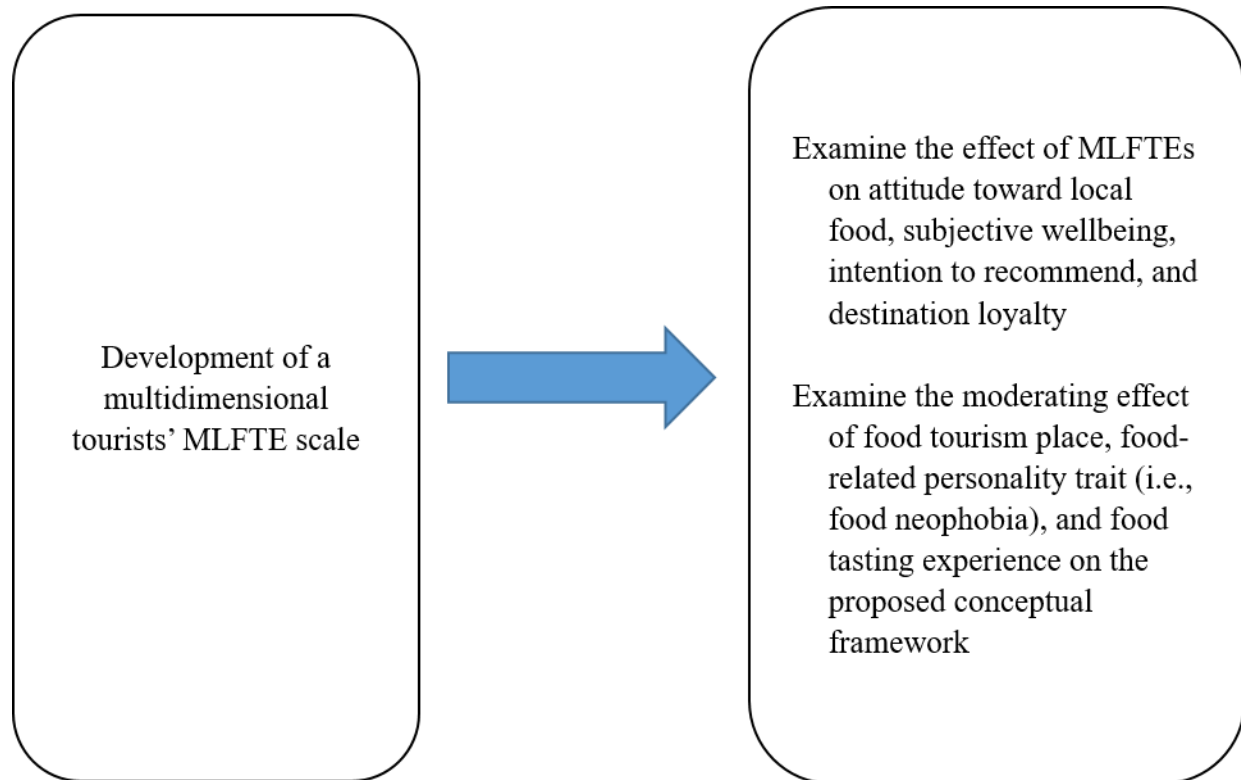 Development of a
multidimensional
tourists’ MLFTE scale
Examine the effect of MLFTEs
on attitude toward local
food, subjective wellbeing,
intention to recommend, and
destination loyalty
Examine the moderating effect
of food tourism place, food-
related personality trait (i.e.,
food neophobia), and food
tasting experience on the
proposed conceptual
framework